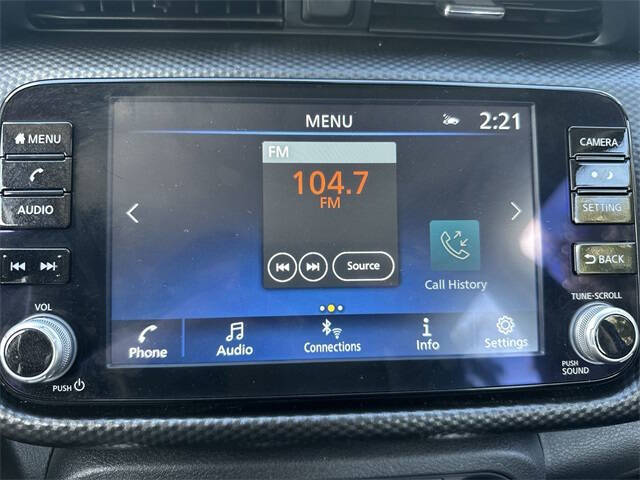 MENU
2:21
MENU
AUDIO
VOL
PUSH
FM
104.7
FM
Source
Call History
Phone
Audio
Connections
Info
Settings
CAMERA
SETTING
BACK
TUNE·SCROLL
PUSH
SOUND